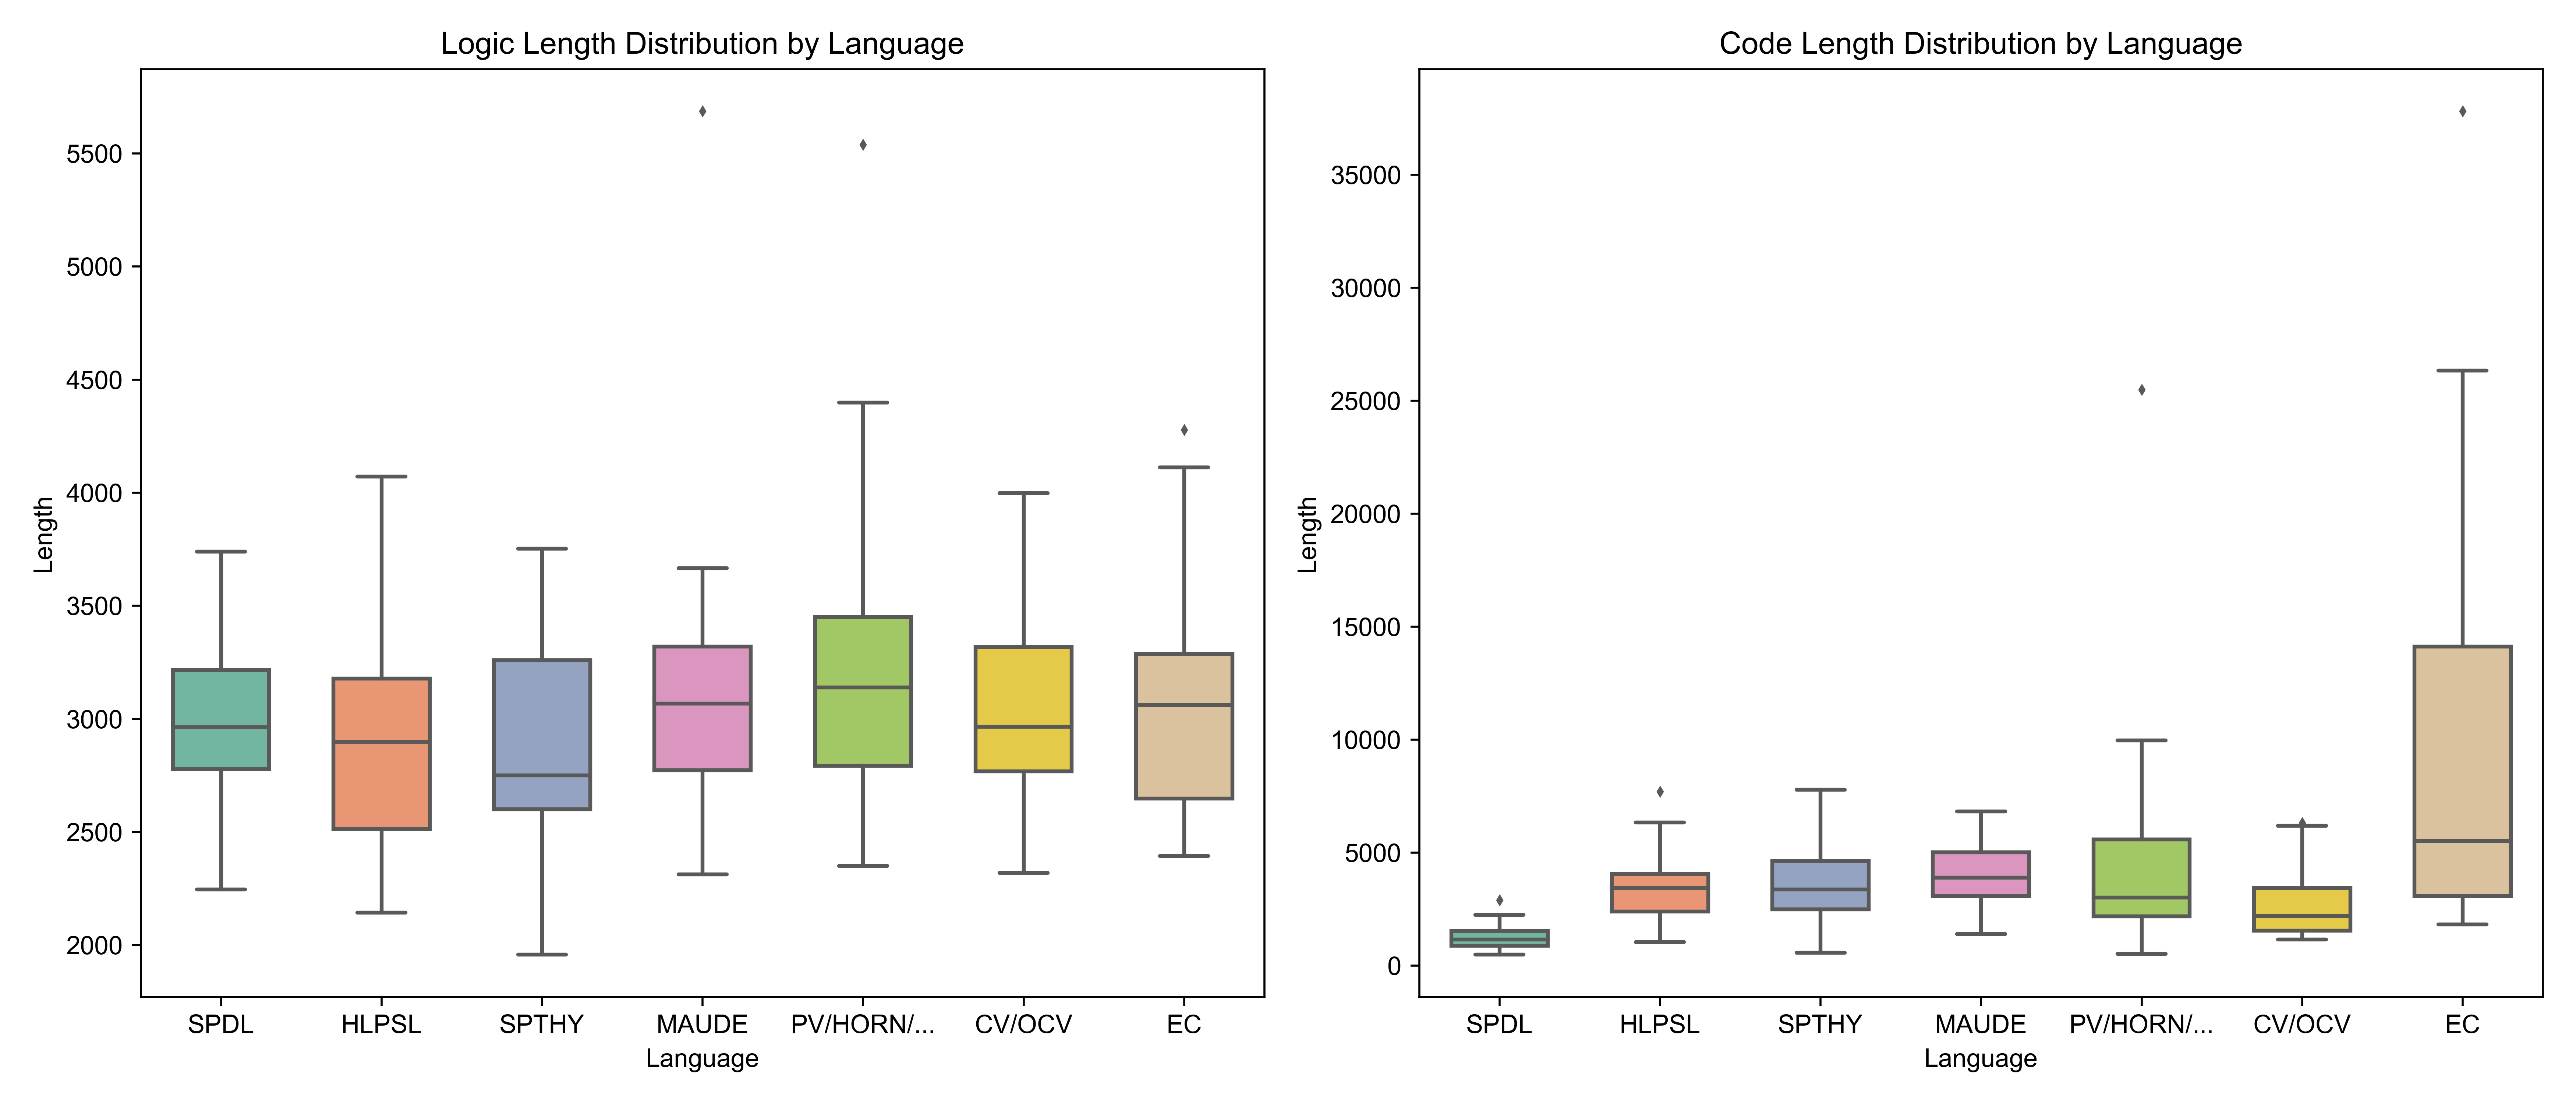 Logic Length Distribution by Language
5500
5000
4500
4000
3500
3000
2500
2000
Length
SPDL HLPSL SPTHY MAUDE PV/HORN/... CV/OCV EC
Language
Code Length Distribution by Language
35000
30000
25000
20000
15000
10000
5000
0
Length
SPDL HLPSL SPTHY MAUDE PV/HORN/... CV/OCV EC
Language